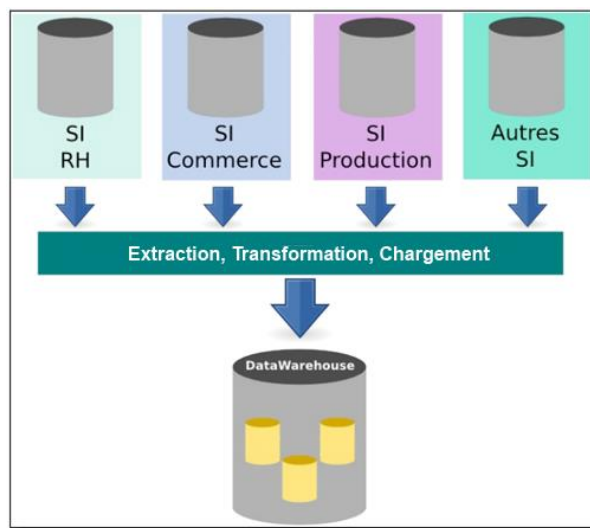 SI
RH
SI
Commerce
SI
Production
Autres
SI
Extraction, Transformation, Chargement
DataWarehouse